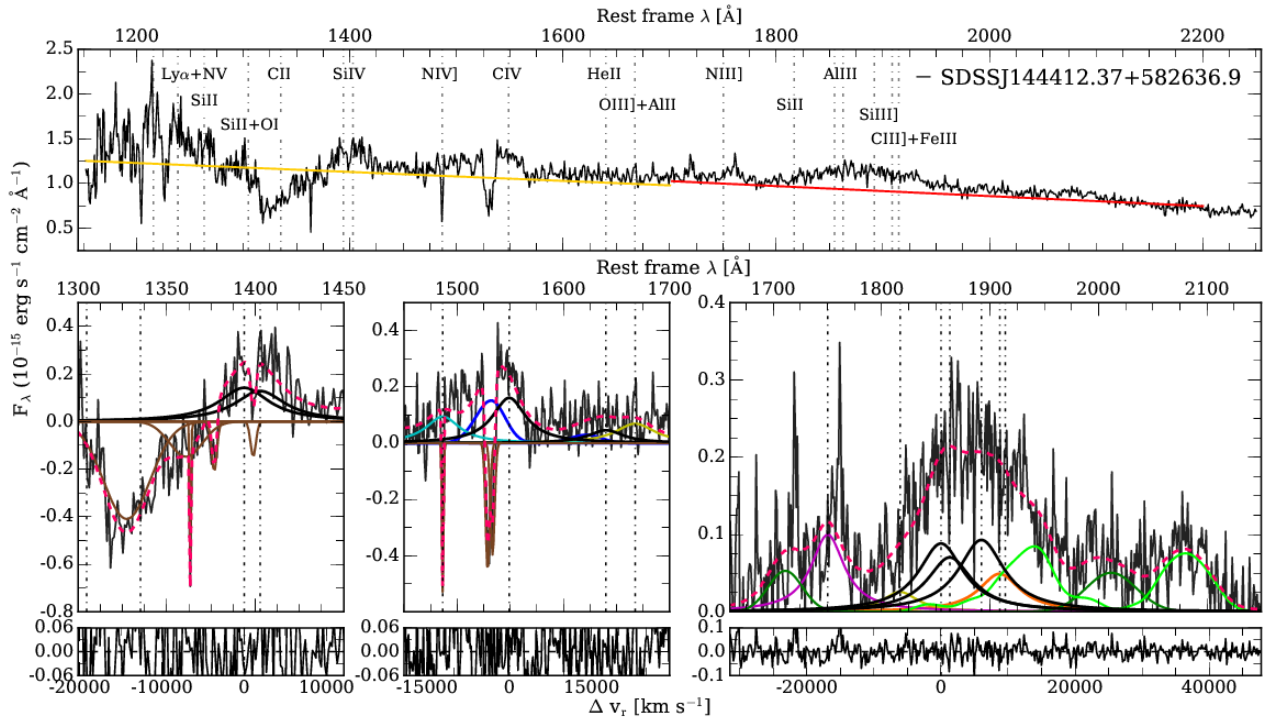 Rest frame λ [Å]
1200 1400 1600 1800 2000 2200
2.5
2.0
1.5
1.0
0.5
Lyα+NV CII SiIV NIV] CIV HeII NIII] AlIII
SiII OIII]+AlII SiII
SiII+OI SiIII]
CIII]+FeIII
− SDSSJ144412.37+582636.9
F_λ (10⁻¹⁵ erg s⁻¹ cm⁻² Å⁻¹)
Rest frame λ [Å]
1300 1350 1400 1450
0.4
0.2
0.0
-0.2
-0.4
-0.6
-0.8
0.06
0.00
-0.06
-20000 -10000 0 10000
1500 1600 1700
0.4
0.2
0.0
-0.2
-0.4
0.06
0.00
-0.06
-15000 0 15000
1700 1800 1900 2000 2100
0.4
0.3
0.2
0.1
0.0
0.1
0.0
-0.1
-20000 0 20000 40000
Δ vᵣ [km s⁻¹]